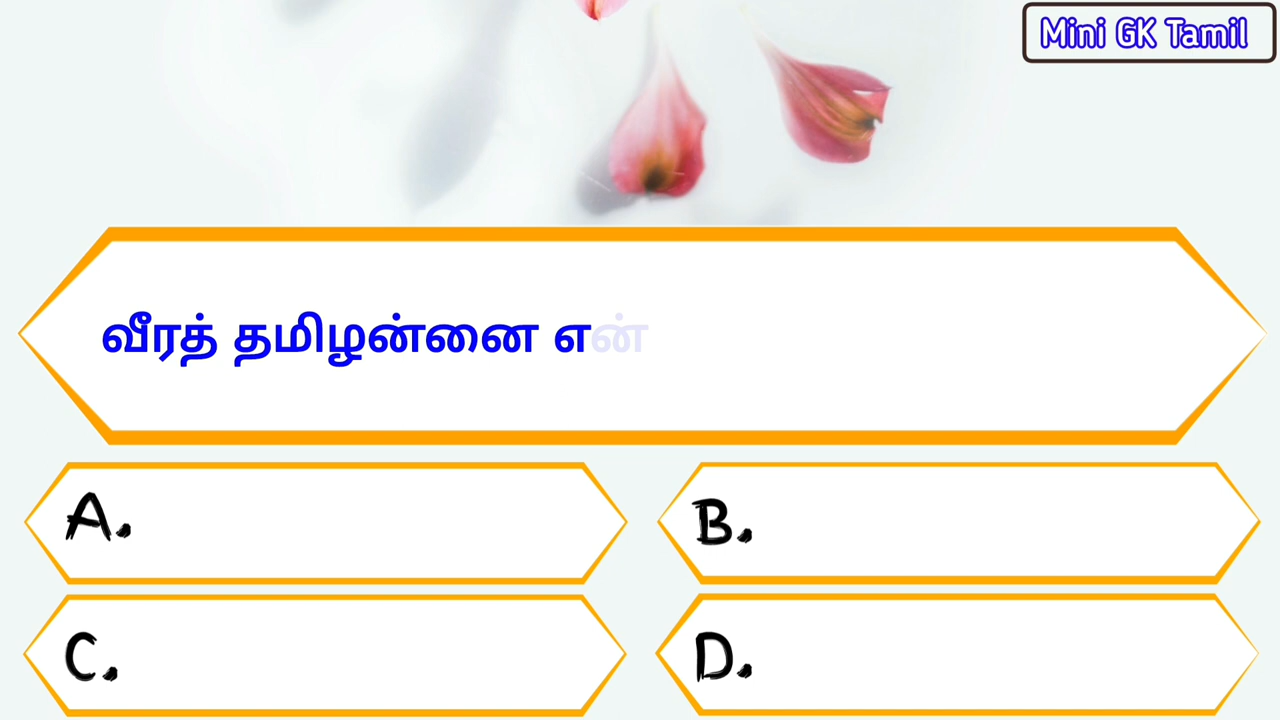 Mini GK Tamil
வீரத் தமிழன்னை என்
A.
B.
C.
D.